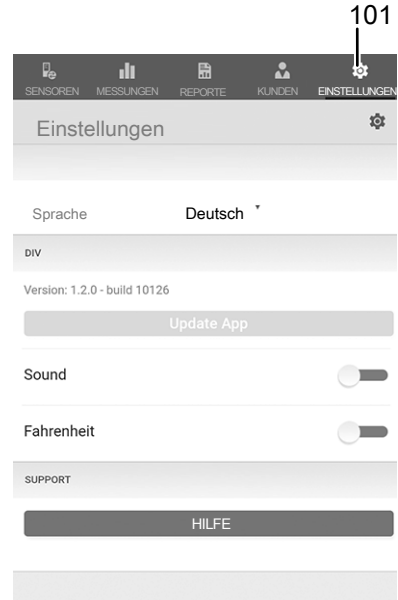 101
SENSOREN MESSUNGEN REPORTE KUNDEN EINSTELLUNGEN
Einstellungen
Sprache Deutsch
DIV
Version: 1.2.0 - build 10126
Update App
Sound
Fahrenheit
SUPPORT
HILFE